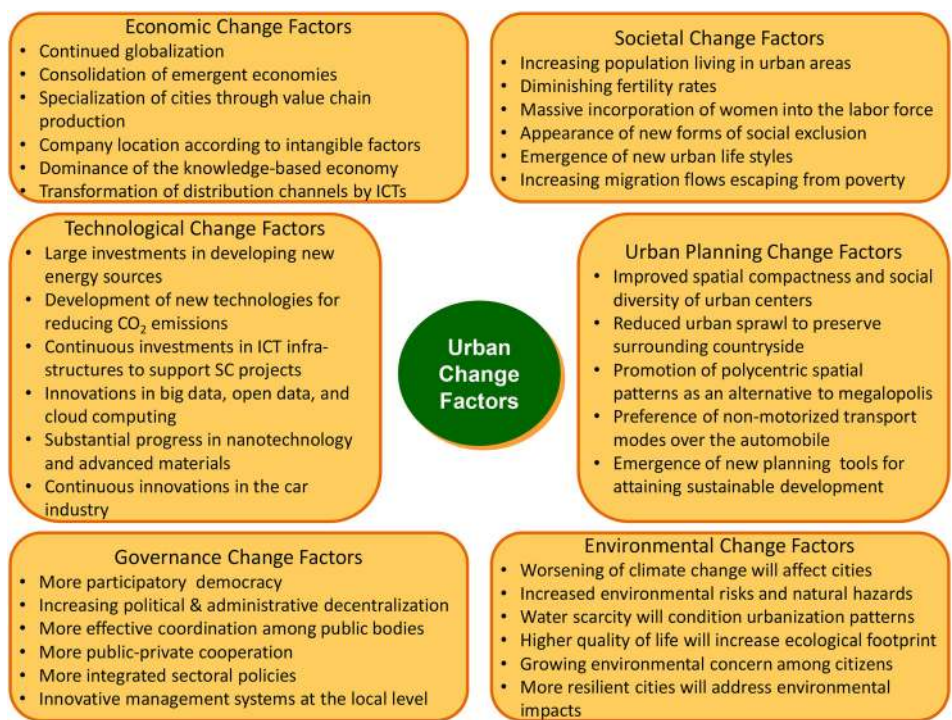 Economic Change Factors
• Continued globalization
• Consolidation of emergent economies
• Specialization of cities through value chain
production
• Company location according to intangible factors
• Dominance of the knowledge-based economy
• Transformation of distribution channels by ICTs
Societal Change Factors
• Increasing population living in urban areas
• Diminishing fertility rates
• Massive incorporation of women into the labor force
• Appearance of new forms of social exclusion
• Emergence of new urban life styles
• Increasing migration flows escaping from poverty
Technological Change Factors
• Large investments in developing new
energy sources
• Development of new technologies for
reducing CO₂ emissions
• Continuous investments in ICT infra-
structures to support SC projects
• Innovations in big data, open data, and
cloud computing
• Substantial progress in nanotechnology
and advanced materials
• Continuous innovations in the car
industry
Urban
Change
Factors
Urban Planning Change Factors
• Improved spatial compactness and social
diversity of urban centers
• Reduced urban sprawl to preserve
surrounding countryside
• Promotion of polycentric spatial
patterns as an alternative to megalopolis
• Preference of non-motorized transport
modes over the automobile
• Emergence of new planning tools for
attaining sustainable development
Governance Change Factors
• More participatory democracy
• Increasing political & administrative decentralization
• More effective coordination among public bodies
• More public-private cooperation
• More integrated sectoral policies
• Innovative management systems at the local level
Environmental Change Factors
• Worsening of climate change will affect cities
• Increased environmental risks and natural hazards
• Water scarcity will condition urbanization patterns
• Higher quality of life will increase ecological footprint
• Growing environmental concern among citizens
• More resilient cities will address environmental
impacts